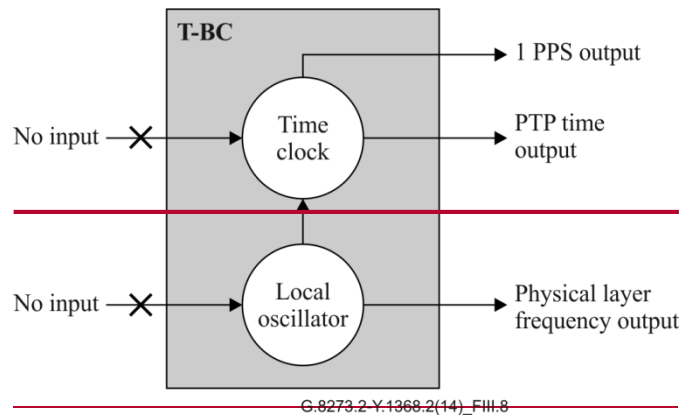 T-BC
1 PPS output
No input
Time
clock
PTP time
output
No input
Local
oscillator
Physical layer
frequency output
G.8273.2-Y.1368.2(14)_FIII.8